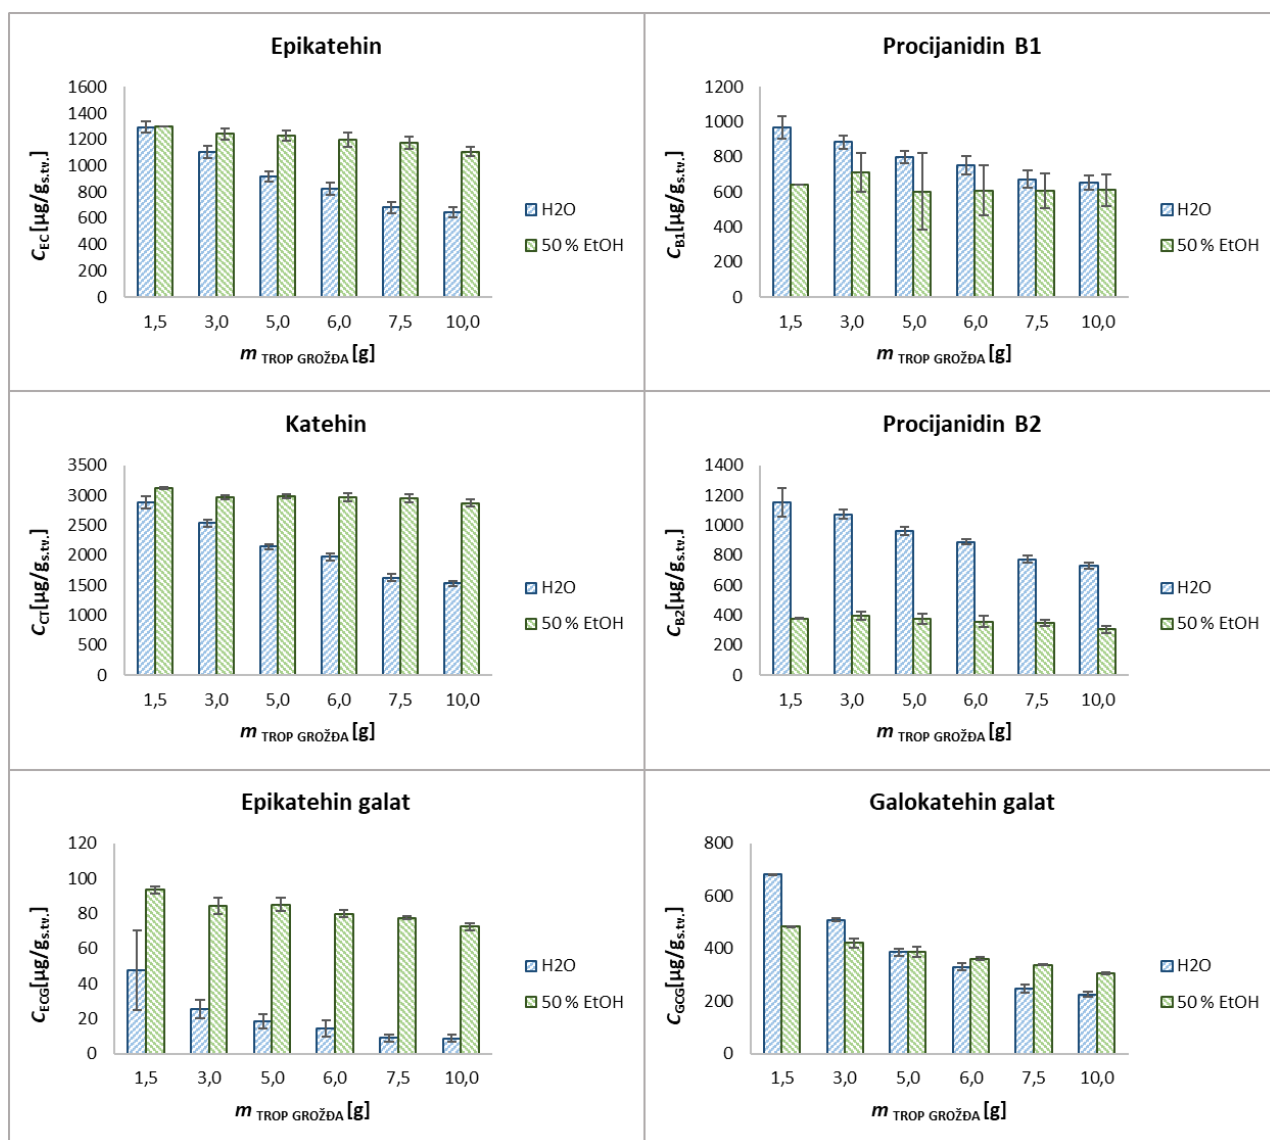 Epikatehin
1600
1400
1200
1000
800
600
400
200
0
C_EC [µg/g_s.tv.]
1,5 3,0 5,0 6,0 7,5 10,0
m TROP GROŽĐA [g]
H2O
50 % EtOH
Procijanidin B1
1200
1000
800
600
400
200
0
C_B1 [µg/g_s.tv.]
1,5 3,0 5,0 6,0 7,5 10,0
m TROP GROŽĐA [g]
H2O
50 % EtOH
Katehin
3500
3000
2500
2000
1500
1000
500
0
C_CT [µg/g_s.tv.]
1,5 3,0 5,0 6,0 7,5 10,0
m TROP GROŽĐA [g]
H2O
50 % EtOH
Procijanidin B2
1400
1200
1000
800
600
400
200
0
C_B2 [µg/g_s.tv.]
1,5 3,0 5,0 6,0 7,5 10,0
m TROP GROŽĐA [g]
H2O
50 % EtOH
Epikatehin galat
120
100
80
60
40
20
0
C_ECG [µg/g_s.tv.]
1,5 3,0 5,0 6,0 7,5 10,0
m TROP GROŽĐA [g]
H2O
50 % EtOH
Galokatehin galat
800
600
400
200
0
C_GCG [µg/g_s.tv.]
1,5 3,0 5,0 6,0 7,5 10,0
m TROP GROŽĐA [g]
H2O
50 % EtOH